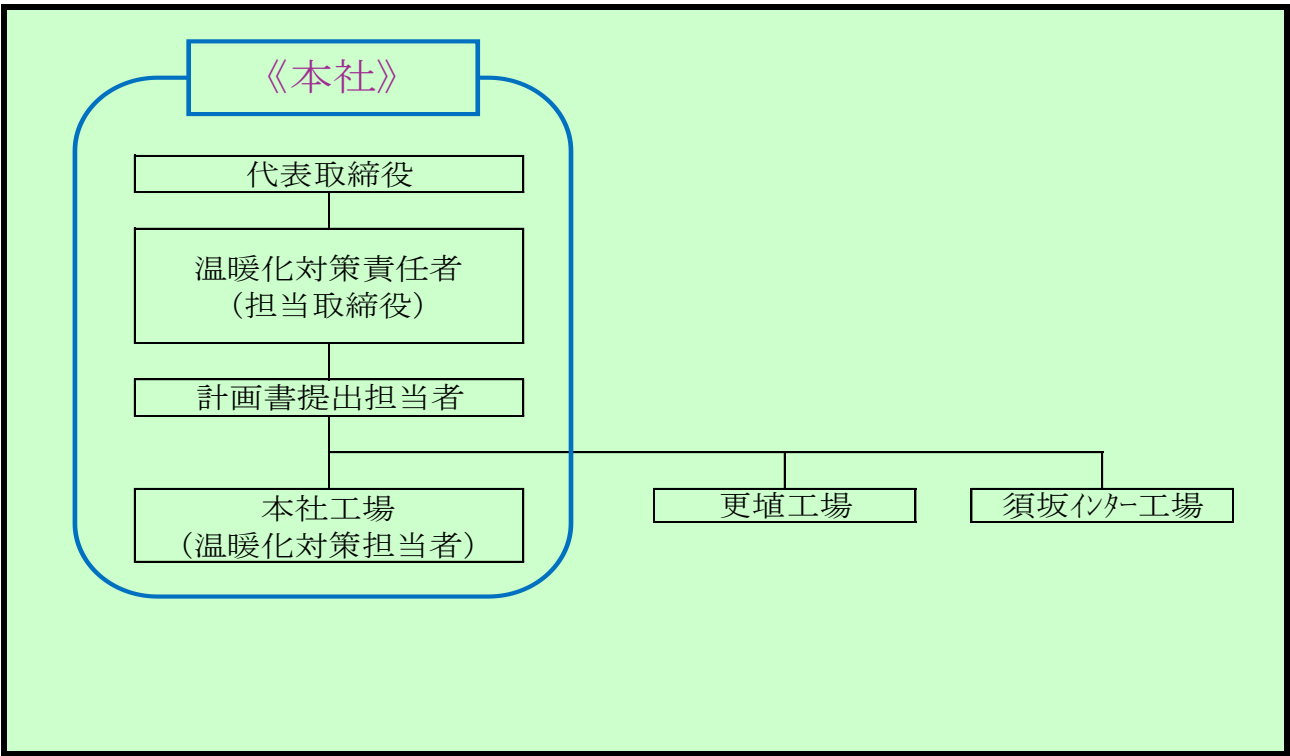 《本社》
代表取締役
温暖化対策責任者
(担当取締役)
計画書提出担当者
本社工場
(温暖化対策担当者)
更埴工場
須坂ｲﾝﾀｰ工場